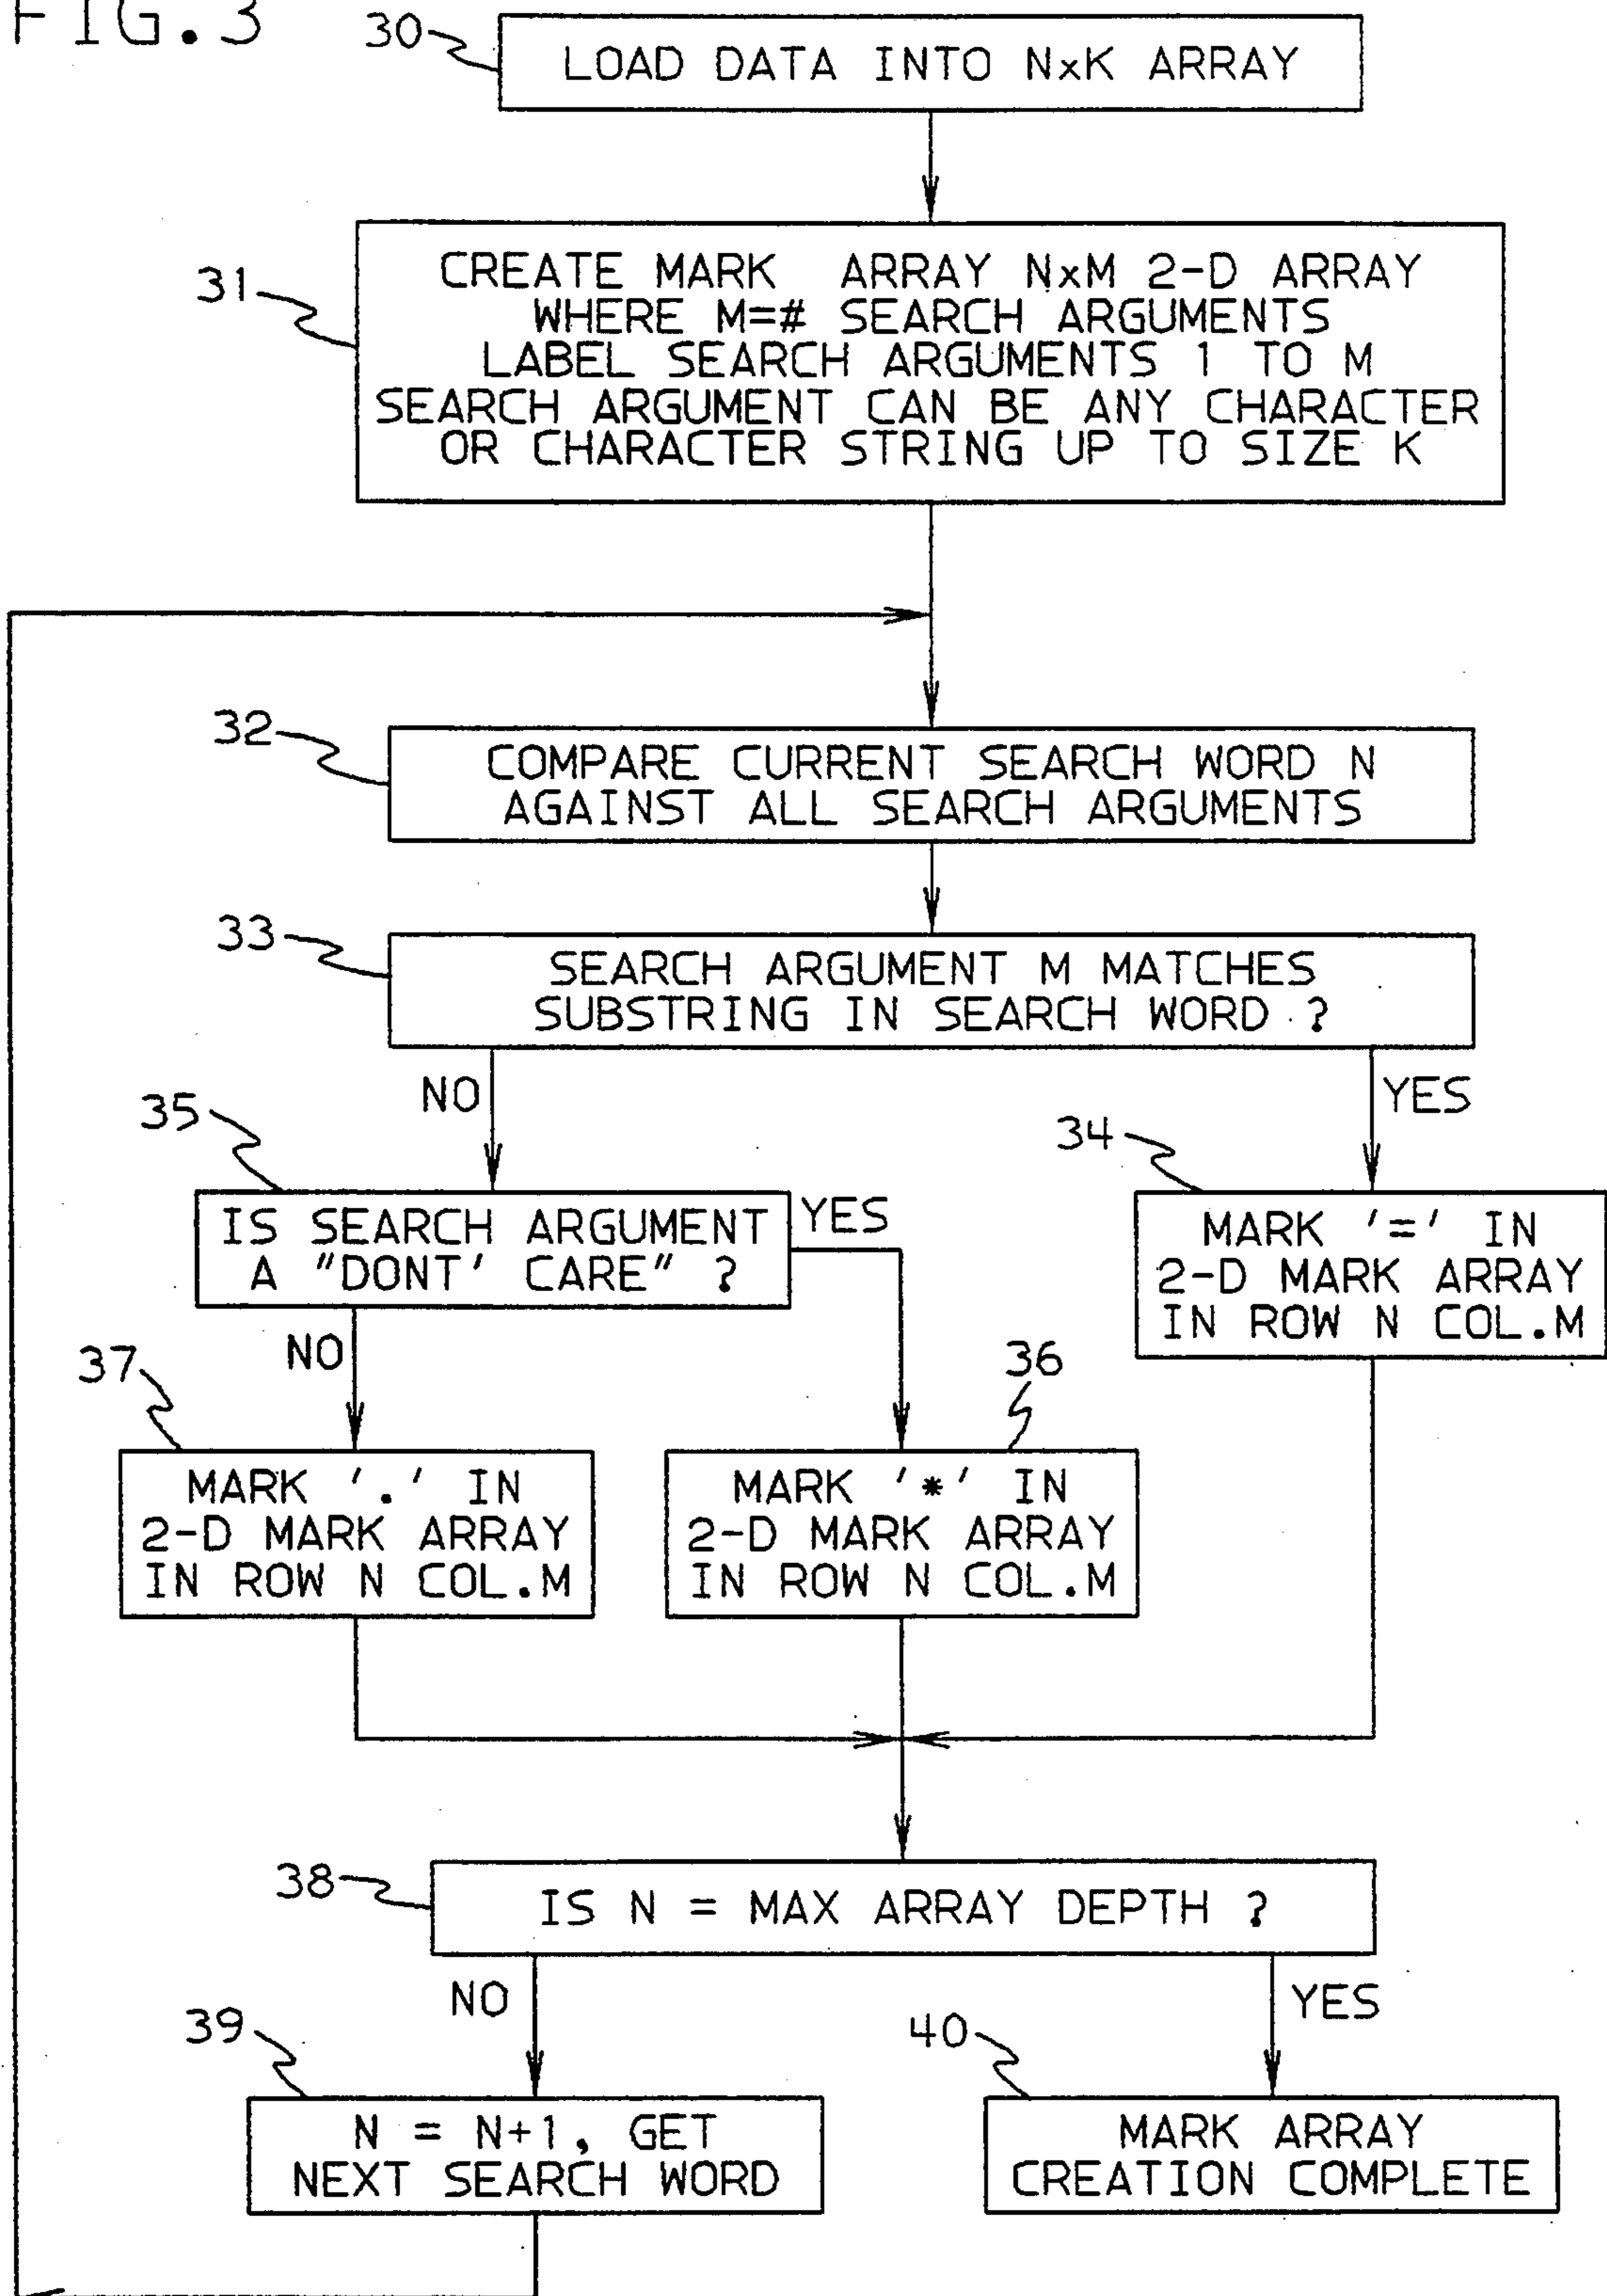 FIG.3
30
LOAD DATA INTO NxK ARRAY
31
CREATE MARK ARRAY NxM 2-D ARRAY
WHERE M=# SEARCH ARGUMENTS
LABEL SEARCH ARGUMENTS 1 TO M
SEARCH ARGUMENT CAN BE ANY CHARACTER
OR CHARACTER STRING UP TO SIZE K
32
COMPARE CURRENT SEARCH WORD N
AGAINST ALL SEARCH ARGUMENTS
33
SEARCH ARGUMENT M MATCHES
SUBSTRING IN SEARCH WORD ?
NO
YES
35
34
IS SEARCH ARGUMENT
A "DONT' CARE" ?
YES
MARK '=' IN
2-D MARK ARRAY
IN ROW N COL.M
NO
37
36
MARK '.' IN
2-D MARK ARRAY
IN ROW N COL.M
MARK '*' IN
2-D MARK ARRAY
IN ROW N COL.M
38
IS N = MAX ARRAY DEPTH ?
NO
YES
39
40
N = N+1, GET
NEXT SEARCH WORD
MARK ARRAY
CREATION COMPLETE